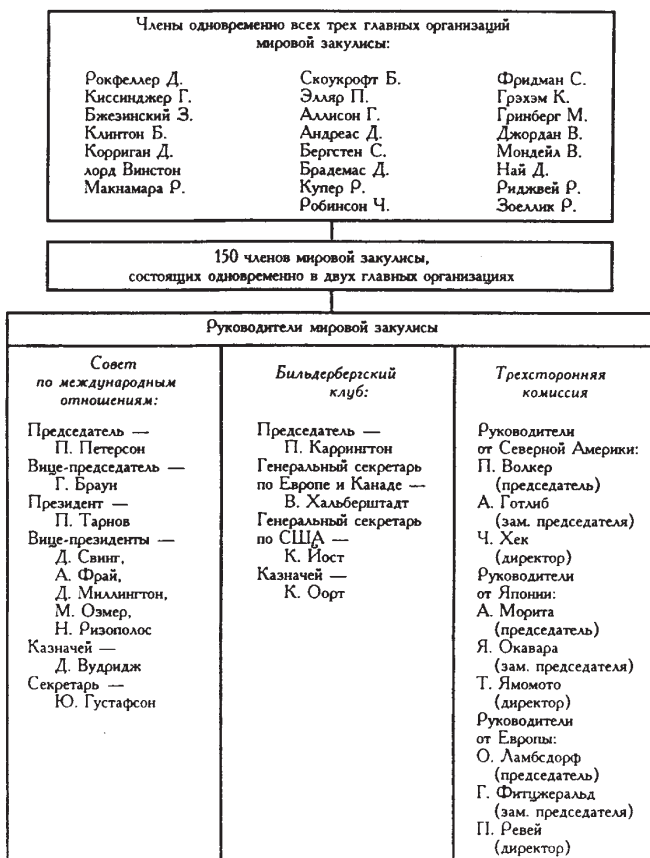 Члены одновременно всех трех главных организаций
мировой закулисы:
Рокфеллер Д.
Киссинджер Г.
Бжезинский З.
Клинтон Б.
Корриган Д.
лорд Винстон
Макнамара Р.
Скоукрофт Б.
Элляр П.
Аллисон Г.
Андреас Д.
Бергстен С.
Брадемас Д.
Купер Р.
Робинсон Ч.
Фридман С.
Грэхэм К.
Гринберг М.
Джордан В.
Мондейл В.
Най Д.
Риджвей Р.
Зоеллик Р.
150 членов мировой закулисы,
состоящих одновременно в двух главных организациях
Руководители мировой закулисы
Совет
по международным
отношениям:
Председатель —
П. Петерсон
Вице-председатель —
Г. Браун
Президент —
П. Тарнов
Вице-президенты —
Д. Свинг,
А. Фрай,
Д. Миллингтон,
М. Озмер,
Н. Ризополос
Казначей —
Д. Вудридж
Секретарь —
Ю. Густафсон
Бильдербергский
клуб:
Председатель —
П. Каррингтон
Генеральный секретарь
по Европе и Канаде —
В. Хальберштадт
Генеральный секретарь
по США —
К. Йост
Казначей —
К. Оорт
Трехсторонняя
комиссия
Руководители
от Северной Америки:
П. Волкер
(председатель)
А. Готлиб
(зам. председателя)
Ч. Хек
(директор)
Руководители
от Японии:
А. Морита
(председатель)
Я. Окавара
(зам. председателя)
Т. Ямомото
(директор)
Руководители
от Европы:
О. Ламбсдорф
(председатель)
Г. Фитцжеральд
(зам. председателя)
П. Ревей
(директор)